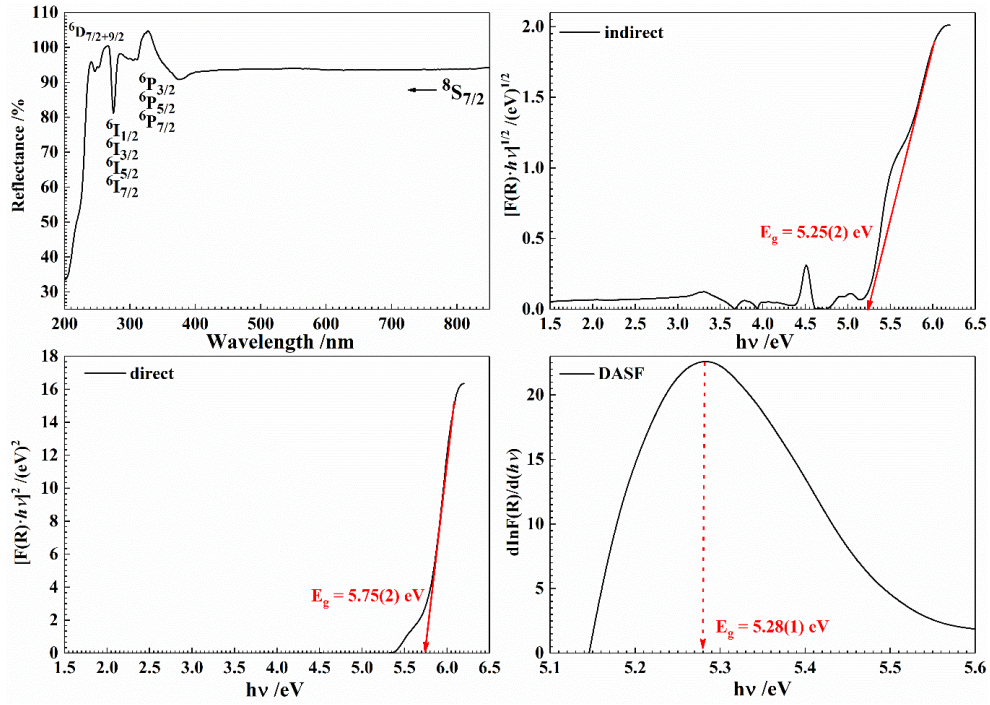 ⁶D7/2+9/2
⁶P3/2
⁶P5/2
⁶P7/2
⁸S7/2
⁶I1/2
⁶I3/2
⁶I5/2
⁶I7/2
Reflectance /%
110
100
90
80
70
60
50
40
30
200 300 400 500 600 700 800
Wavelength /nm
indirect
Eg = 5.25(2) eV
[F(R)·hν]^1/2 /(eV)^1/2
2.0
1.5
1.0
0.5
0.0
1.5 2.0 2.5 3.0 3.5 4.0 4.5 5.0 5.5 6.0 6.5
hν /eV
direct
Eg = 5.75(2) eV
[F(R)·hν]² /(eV)²
16
14
12
10
8
6
4
2
0
1.5 2.0 2.5 3.0 3.5 4.0 4.5 5.0 5.5 6.0 6.5
hν /eV
DASF
Eg = 5.28(1) eV
dlnF(R)/d(hν)
20
15
10
5
0
5.1 5.2 5.3 5.4 5.5 5.6
hν /eV